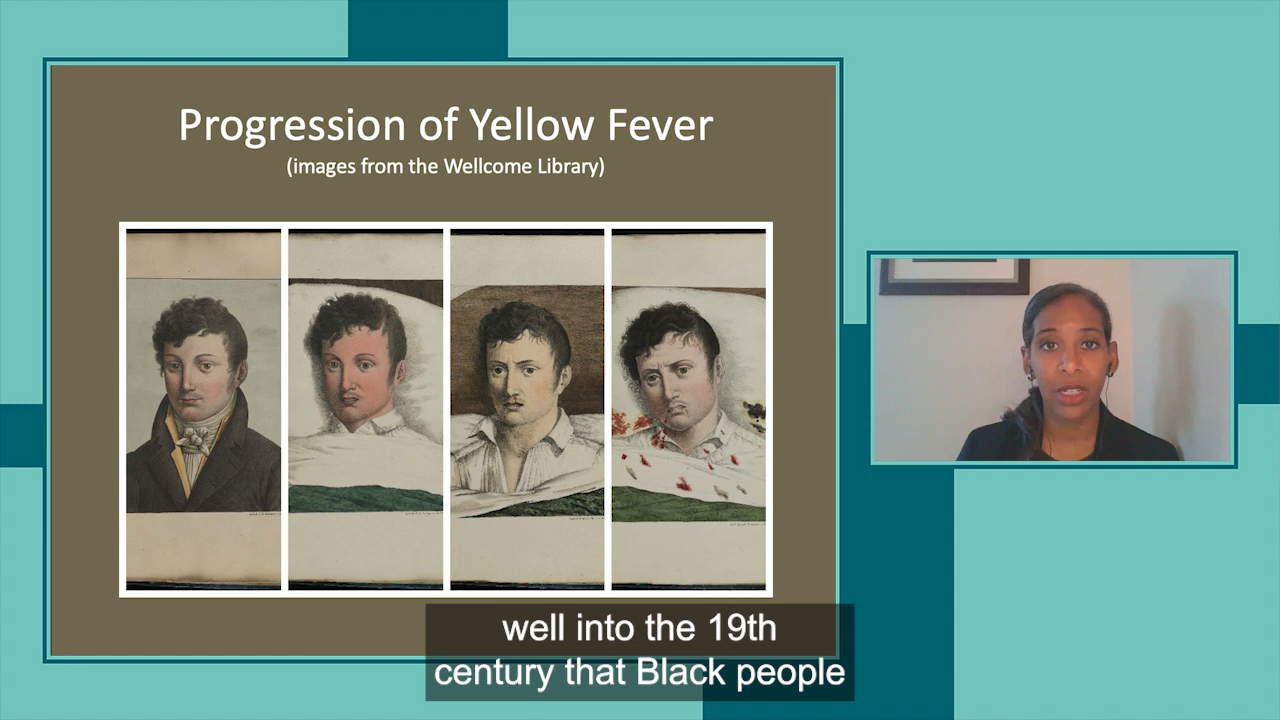 Progression of Yellow Fever
(images from the Wellcome Library)
well into the 19th
century that Black people